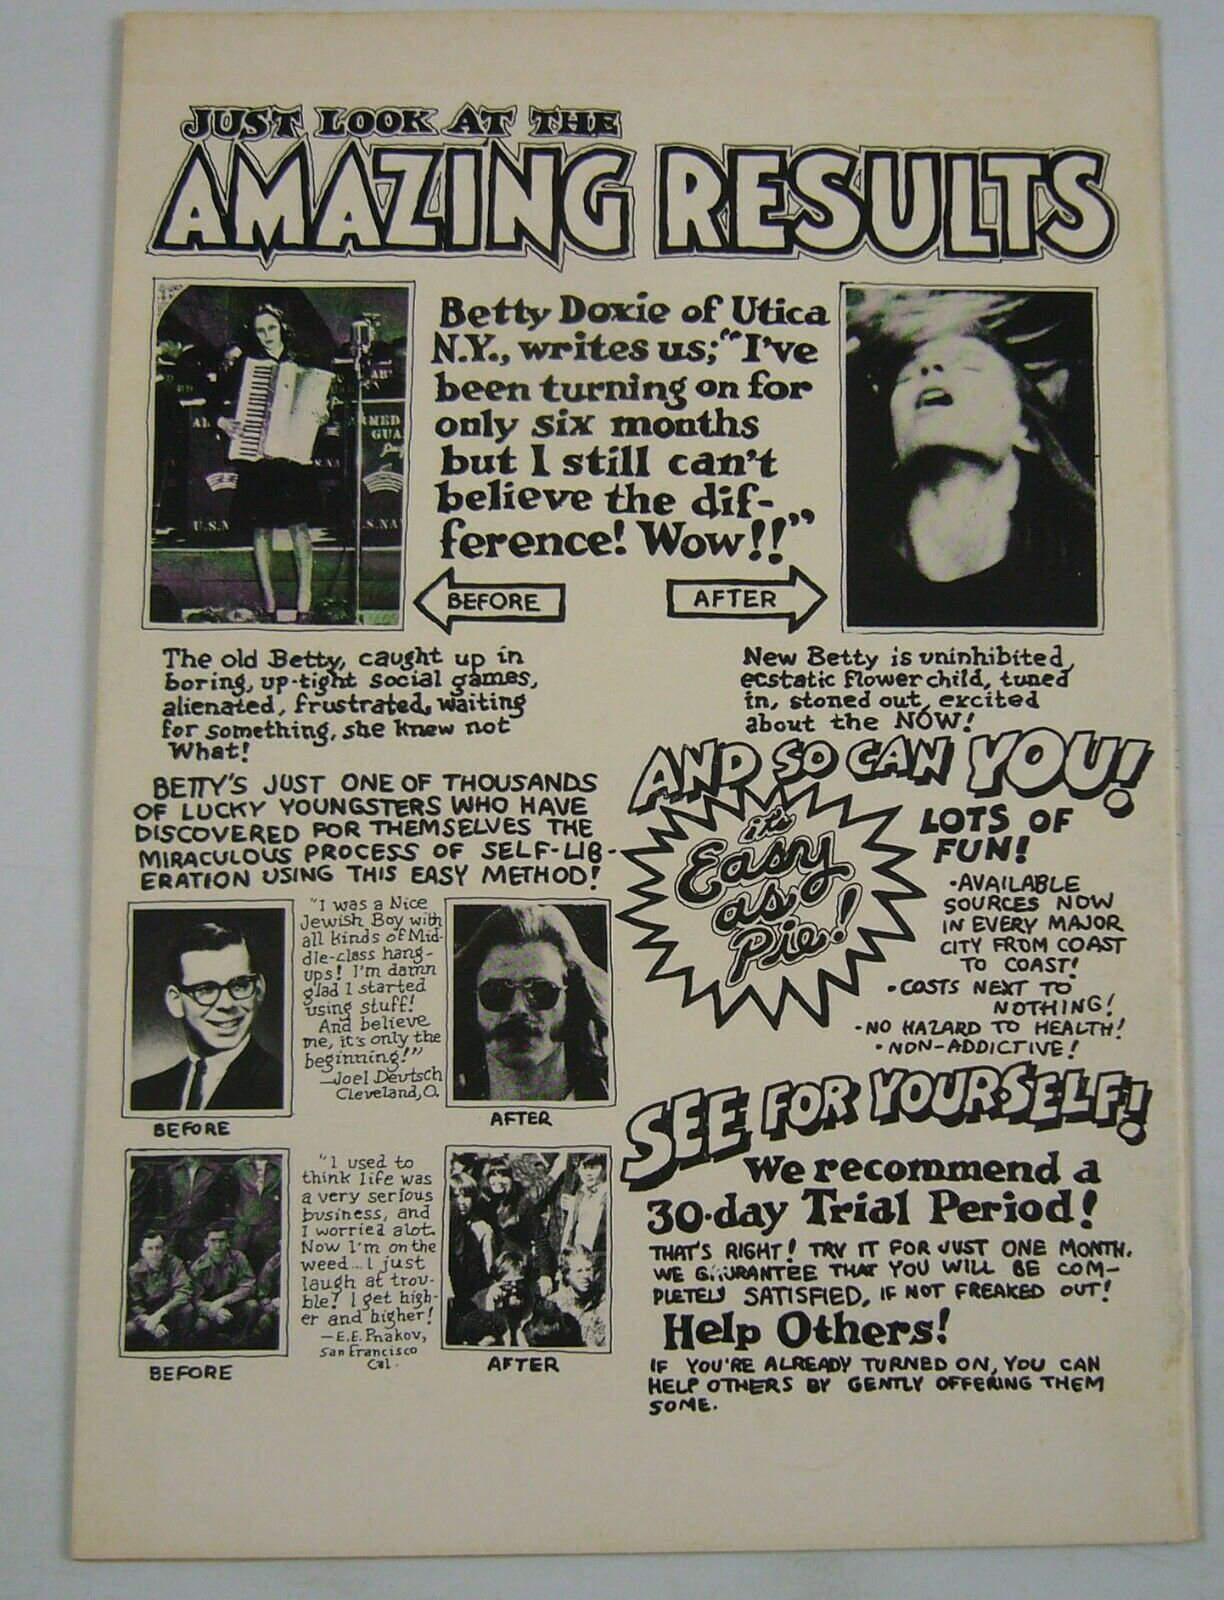 JUST LOOK AT THE
AMAZING RESULTS
Betty Doxie of Utica
N.Y., writes us; "I've
been turning on for
only six months
but I still can't
believe the dif-
ference! Wow!!"
BEFORE
AFTER
U.S.N
U.S.NA
ARMED
GUA
The old Betty, caught up in
boring, up-tight social games,
alienated, frustrated, waiting
for something, she knew not
What!
New Betty is uninhibited,
ecstatic flower child, tuned
in, stoned out, excited
about the NOW!
BETTY'S JUST ONE OF THOUSANDS
OF LUCKY YOUNGSTERS WHO HAVE
DISCOVERED FOR THEMSELVES THE
MIRACULOUS PROCESS OF SELF-LIB-
ERATION USING THIS EASY METHOD!
"I was a Nice
Jewish Boy with
all kinds of Mid-
dle-class hang-
ups! I'm damn
glad I started
using stuff!
And believe
me, it's only the
beginning!"
—Joel Deutsch
Cleveland, O.
BEFORE
AFTER
"I used to
think life was
a very serious
business, and
I worried alot.
Now I'm on the
weed...I just
laugh at trou-
ble! I get high-
er and higher!
—E.E. Pnakov,
San Francisco
Cal.
BEFORE
AFTER
AND SO CAN YOU!
it's
Easy
as
Pie!
LOTS OF
FUN!
•AVAILABLE
SOURCES NOW
IN EVERY MAJOR
CITY FROM COAST
TO COAST!
•COSTS NEXT TO
NOTHING!
•NO HAZARD TO HEALTH!
•NON-ADDICTIVE!
SEE FOR YOURSELF!
We recommend a
30-day Trial Period!
THAT'S RIGHT! TRY IT FOR JUST ONE MONTH.
WE GUARANTEE THAT YOU WILL BE COM-
PLETELY SATISFIED, IF NOT FREAKED OUT!
Help Others!
IF YOU'RE ALREADY TURNED ON, YOU CAN
HELP OTHERS BY GENTLY OFFERING THEM
SOME.